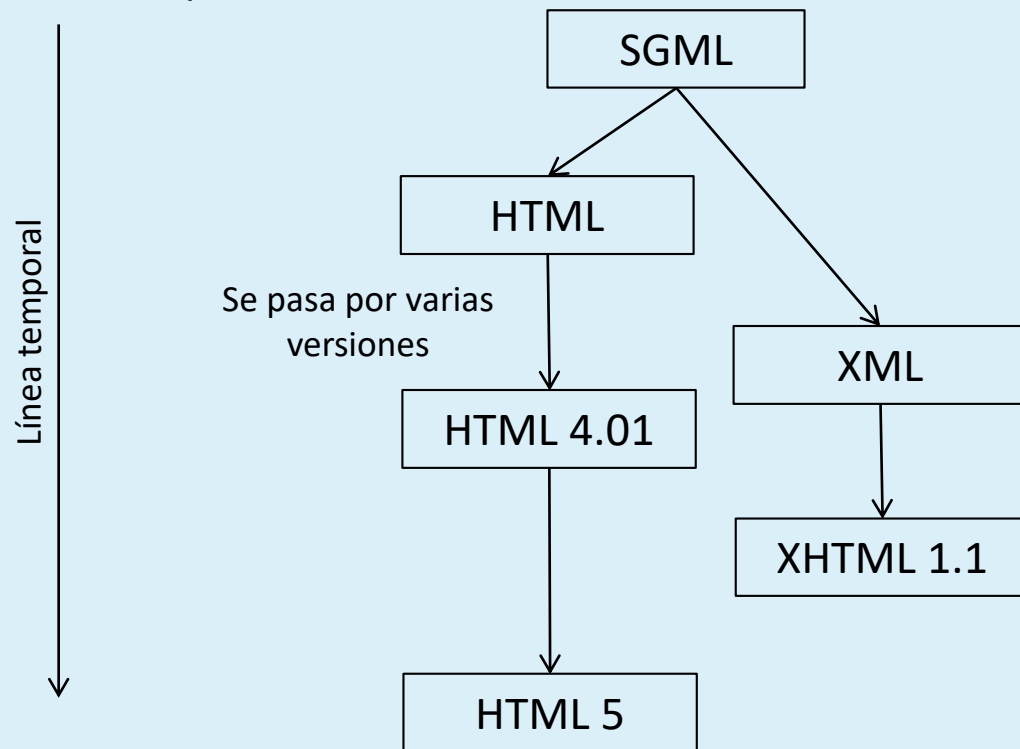 SGML
HTML
Se pasa por varias
versiones
Línea temporal
XML
HTML 4.01
XHTML 1.1
HTML 5